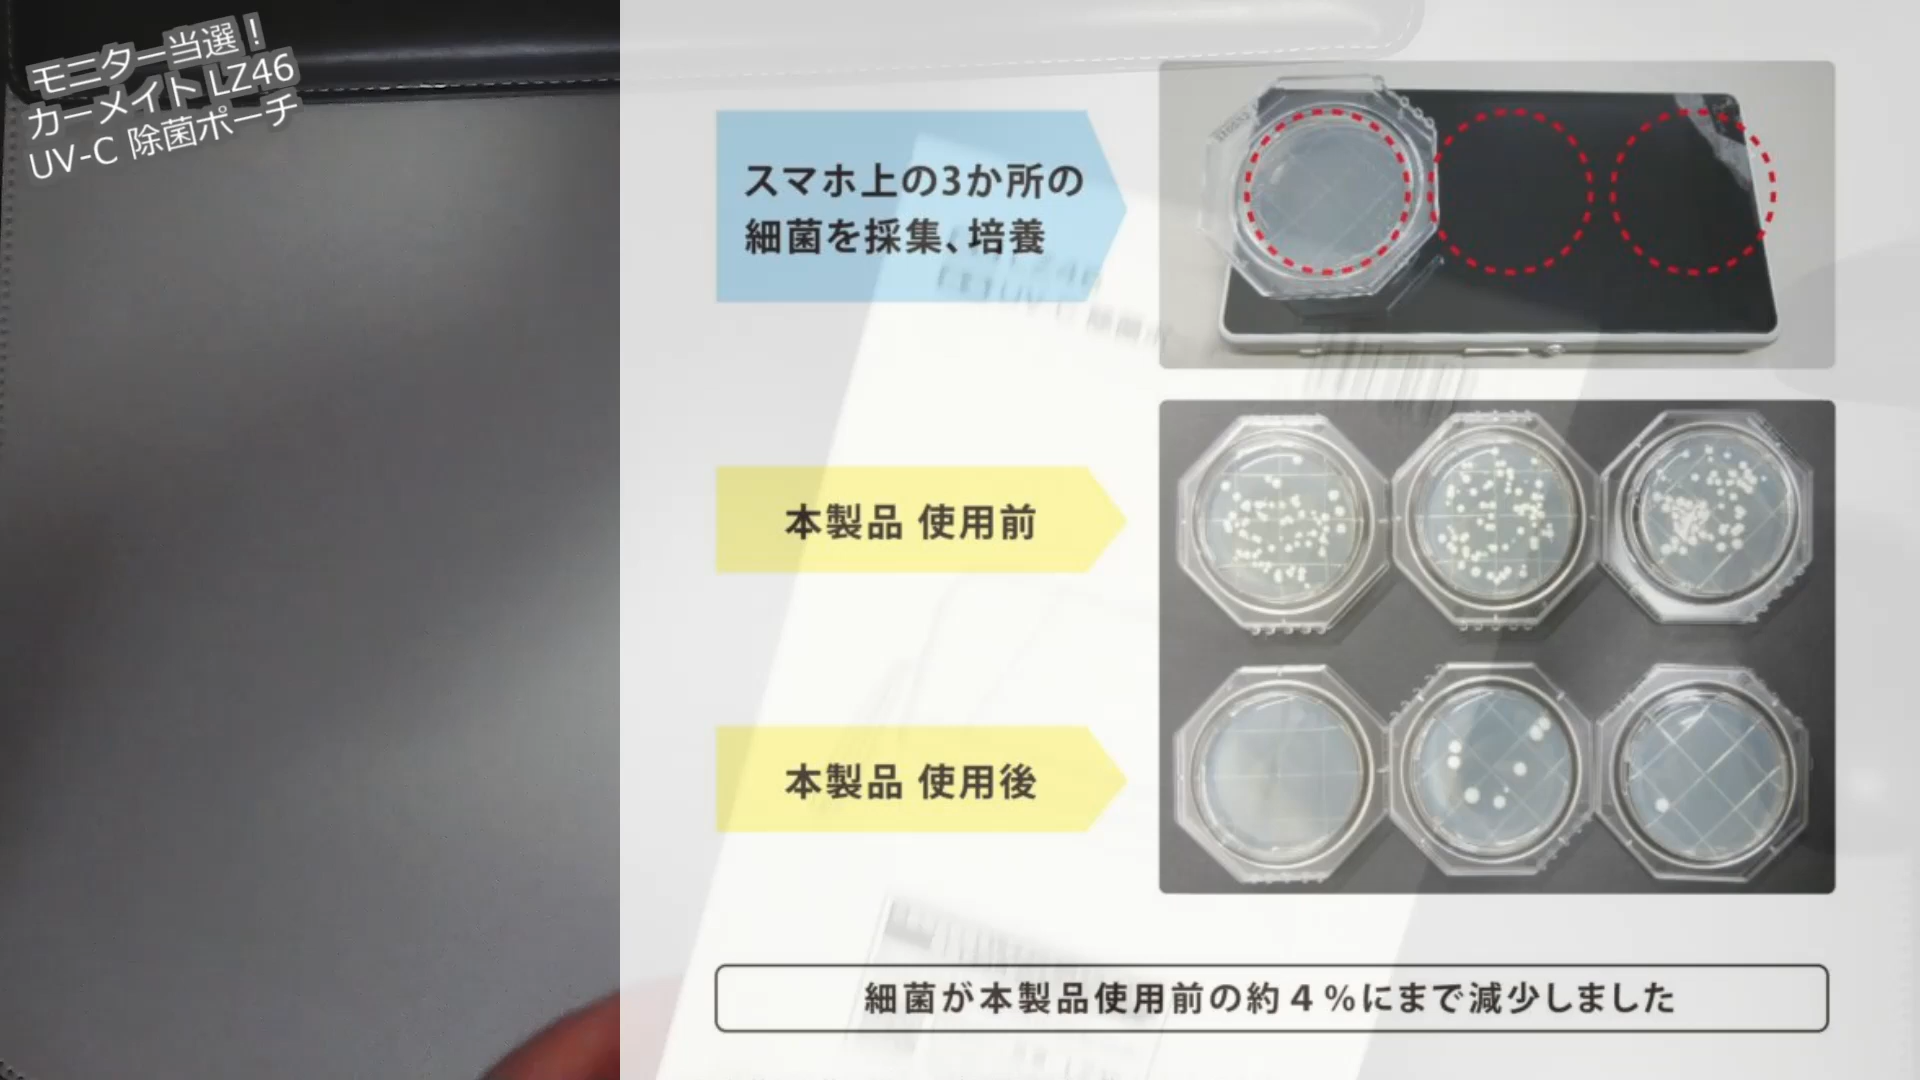 モニター当選！
カーメイト LZ46
UV-C 除菌ポーチ
スマホ上の3か所の
細菌を採集、培養
本製品 使用前
本製品 使用後
細菌が本製品使用前の約４％にまで減少しました